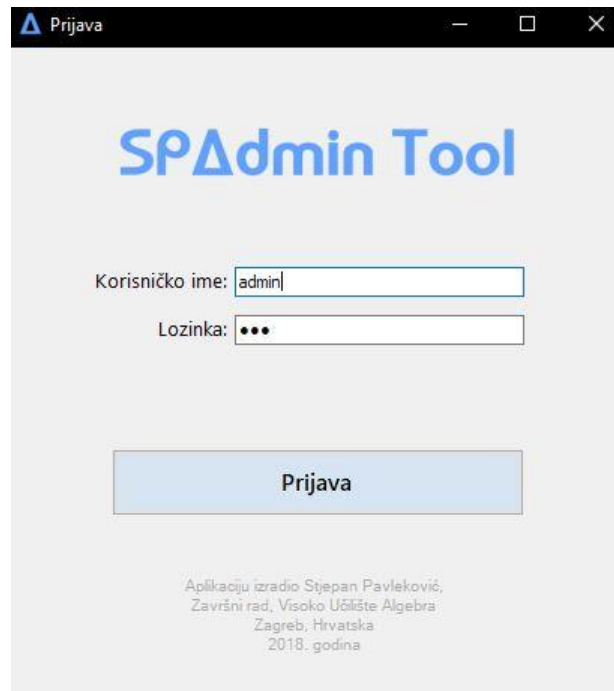 Prijava
SPAdmin Tool
Korisničko ime: admin
Lozinka: •••
Prijava
Aplikaciju izradio Stjepan Pavleković,
Završni rad, Visoko Učilište Algebra
Zagreb, Hrvatska
2018. godina